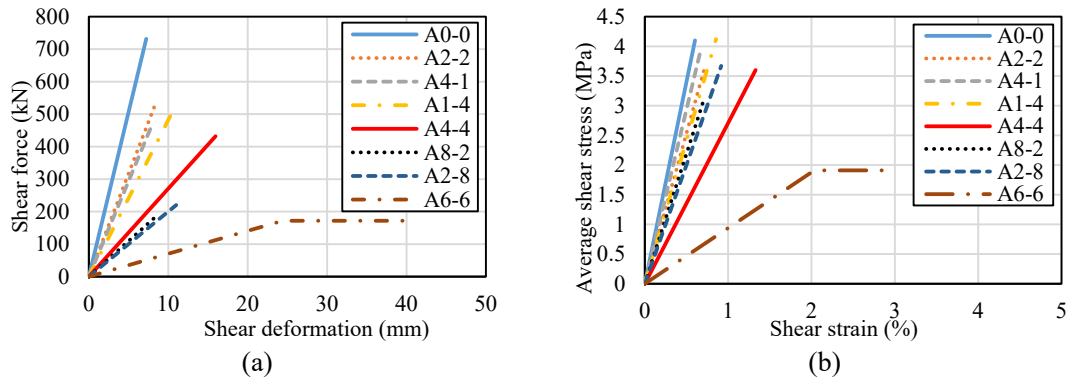 800
700
600
500
400
300
200
100
0
Shear force (kN)
0 10 20 30 40 50
Shear deformation (mm)
A0-0
A2-2
A4-1
A1-4
A4-4
A8-2
A2-8
A6-6
(a)
4.5
4
3.5
3
2.5
2
1.5
1
0.5
0
Average shear stress (MPa)
0 1 2 3 4 5
Shear strain (%)
A0-0
A2-2
A4-1
A1-4
A4-4
A8-2
A2-8
A6-6
(b)